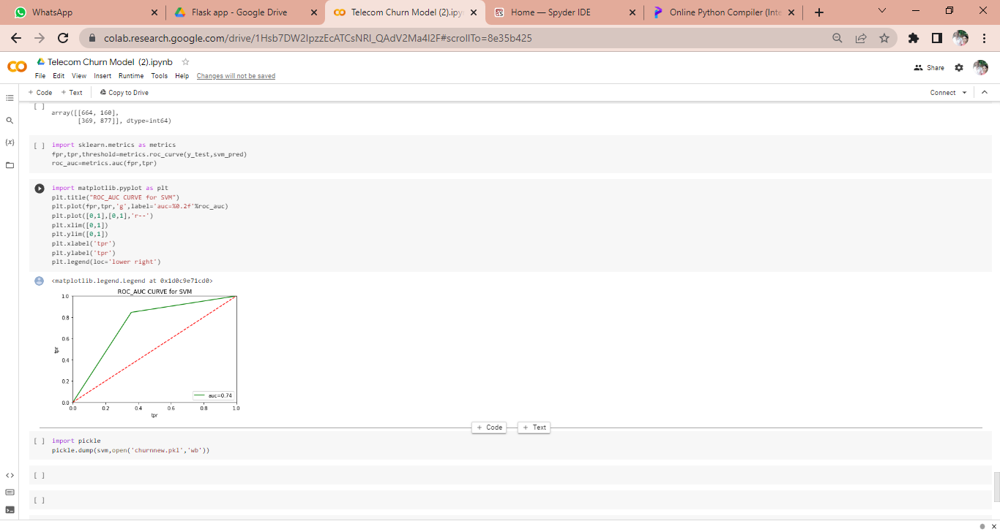 WhatsApp
Flask app - Google Drive
Telecom Churn Model (2).ipy
Home — Spyder IDE
Online Python Compiler (Inte
colab.research.google.com/drive/1Hsb7DW2IpzzEcATCsNRl_QAdV2Ma4I2F#scrollTo=8e35b425
Telecom Churn Model (2).ipynb
File Edit View Insert Runtime Tools Help Changes will not be saved
Share
+ Code + Text Copy to Drive
Connect
[ ]
array([[664, 160],
[369, 877]], dtype=int64)
{x}
[ ] import sklearn.metrics as metrics
fpr,tpr,threshold=metrics.roc_curve(y_test,svm_pred)
roc_auc=metrics.auc(fpr,tpr)
import matplotlib.pyplot as plt
plt.title("ROC_AUC CURVE for SVM")
plt.plot(fpr,tpr,'g',label='auc=%0.2f'%roc_auc)
plt.plot([0,1],[0,1],'r--')
plt.xlim([0,1])
plt.ylim([0,1])
plt.xlabel('tpr')
plt.ylabel('tpr')
plt.legend(loc='lower right')
<matplotlib.legend.Legend at 0x1d0c9e71cd0>
ROC_AUC CURVE for SVM
1.0
0.8
0.6
0.4
0.2
0.0
tpr
auc=0.74
0.0 0.2 0.4 0.6 0.8 1.0
tpr
+ Code + Text
[ ] import pickle
pickle.dump(svm,open('churnnew.pkl','wb'))
[ ]
[ ]